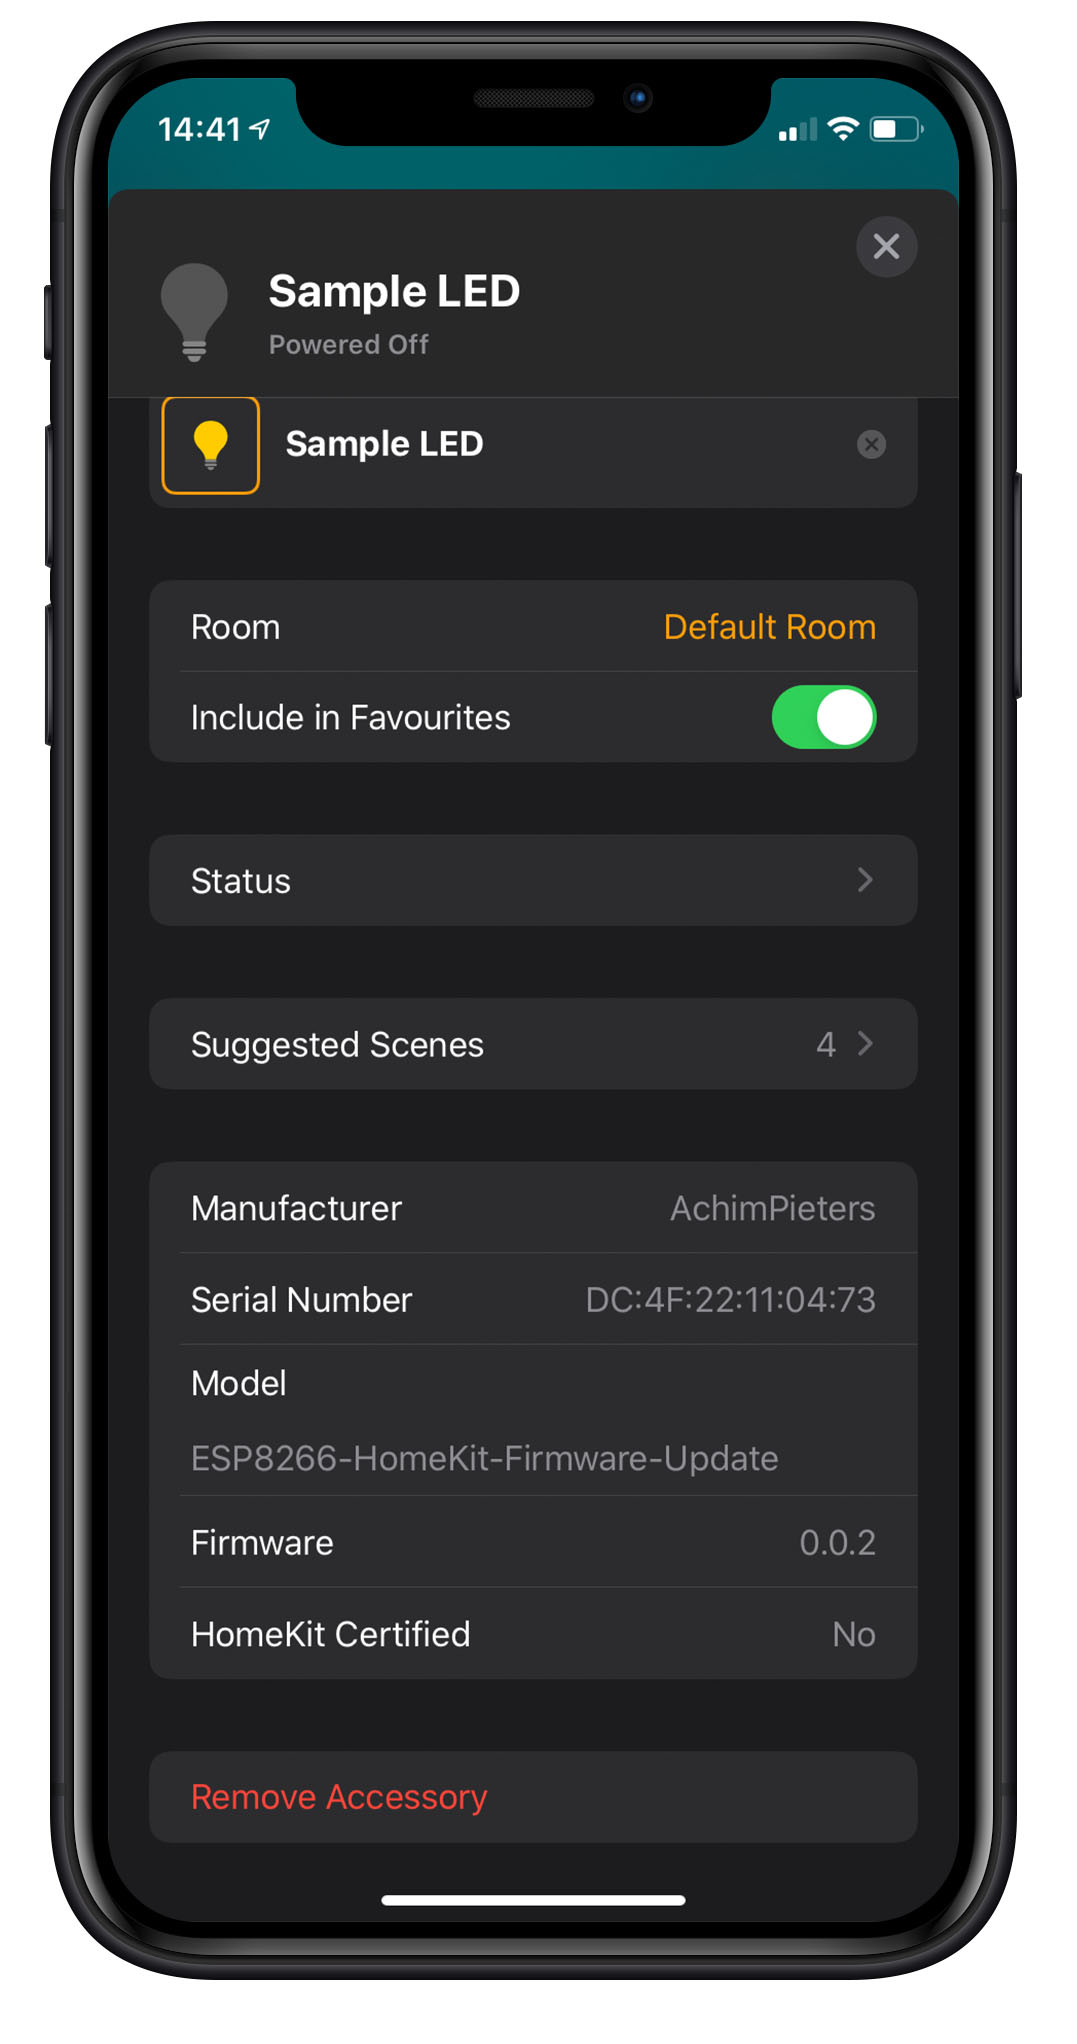 14:41
Sample LED
Powered Off
Sample LED
Room Default Room
Include in Favourites
Status
Suggested Scenes 4
Manufacturer AchimPieters
Serial Number DC:4F:22:11:04:73
Model
ESP8266-HomeKit-Firmware-Update
Firmware 0.0.2
HomeKit Certified No
Remove Accessory